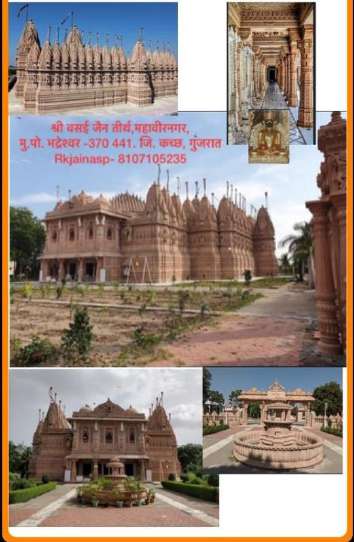 श्री वसई जैन तीर्थ,महावीरनगर,
मु.पो. भद्रेश्वर -370 441. जि. कच्छ, गुजरात
Rkjainasp- 8107105235